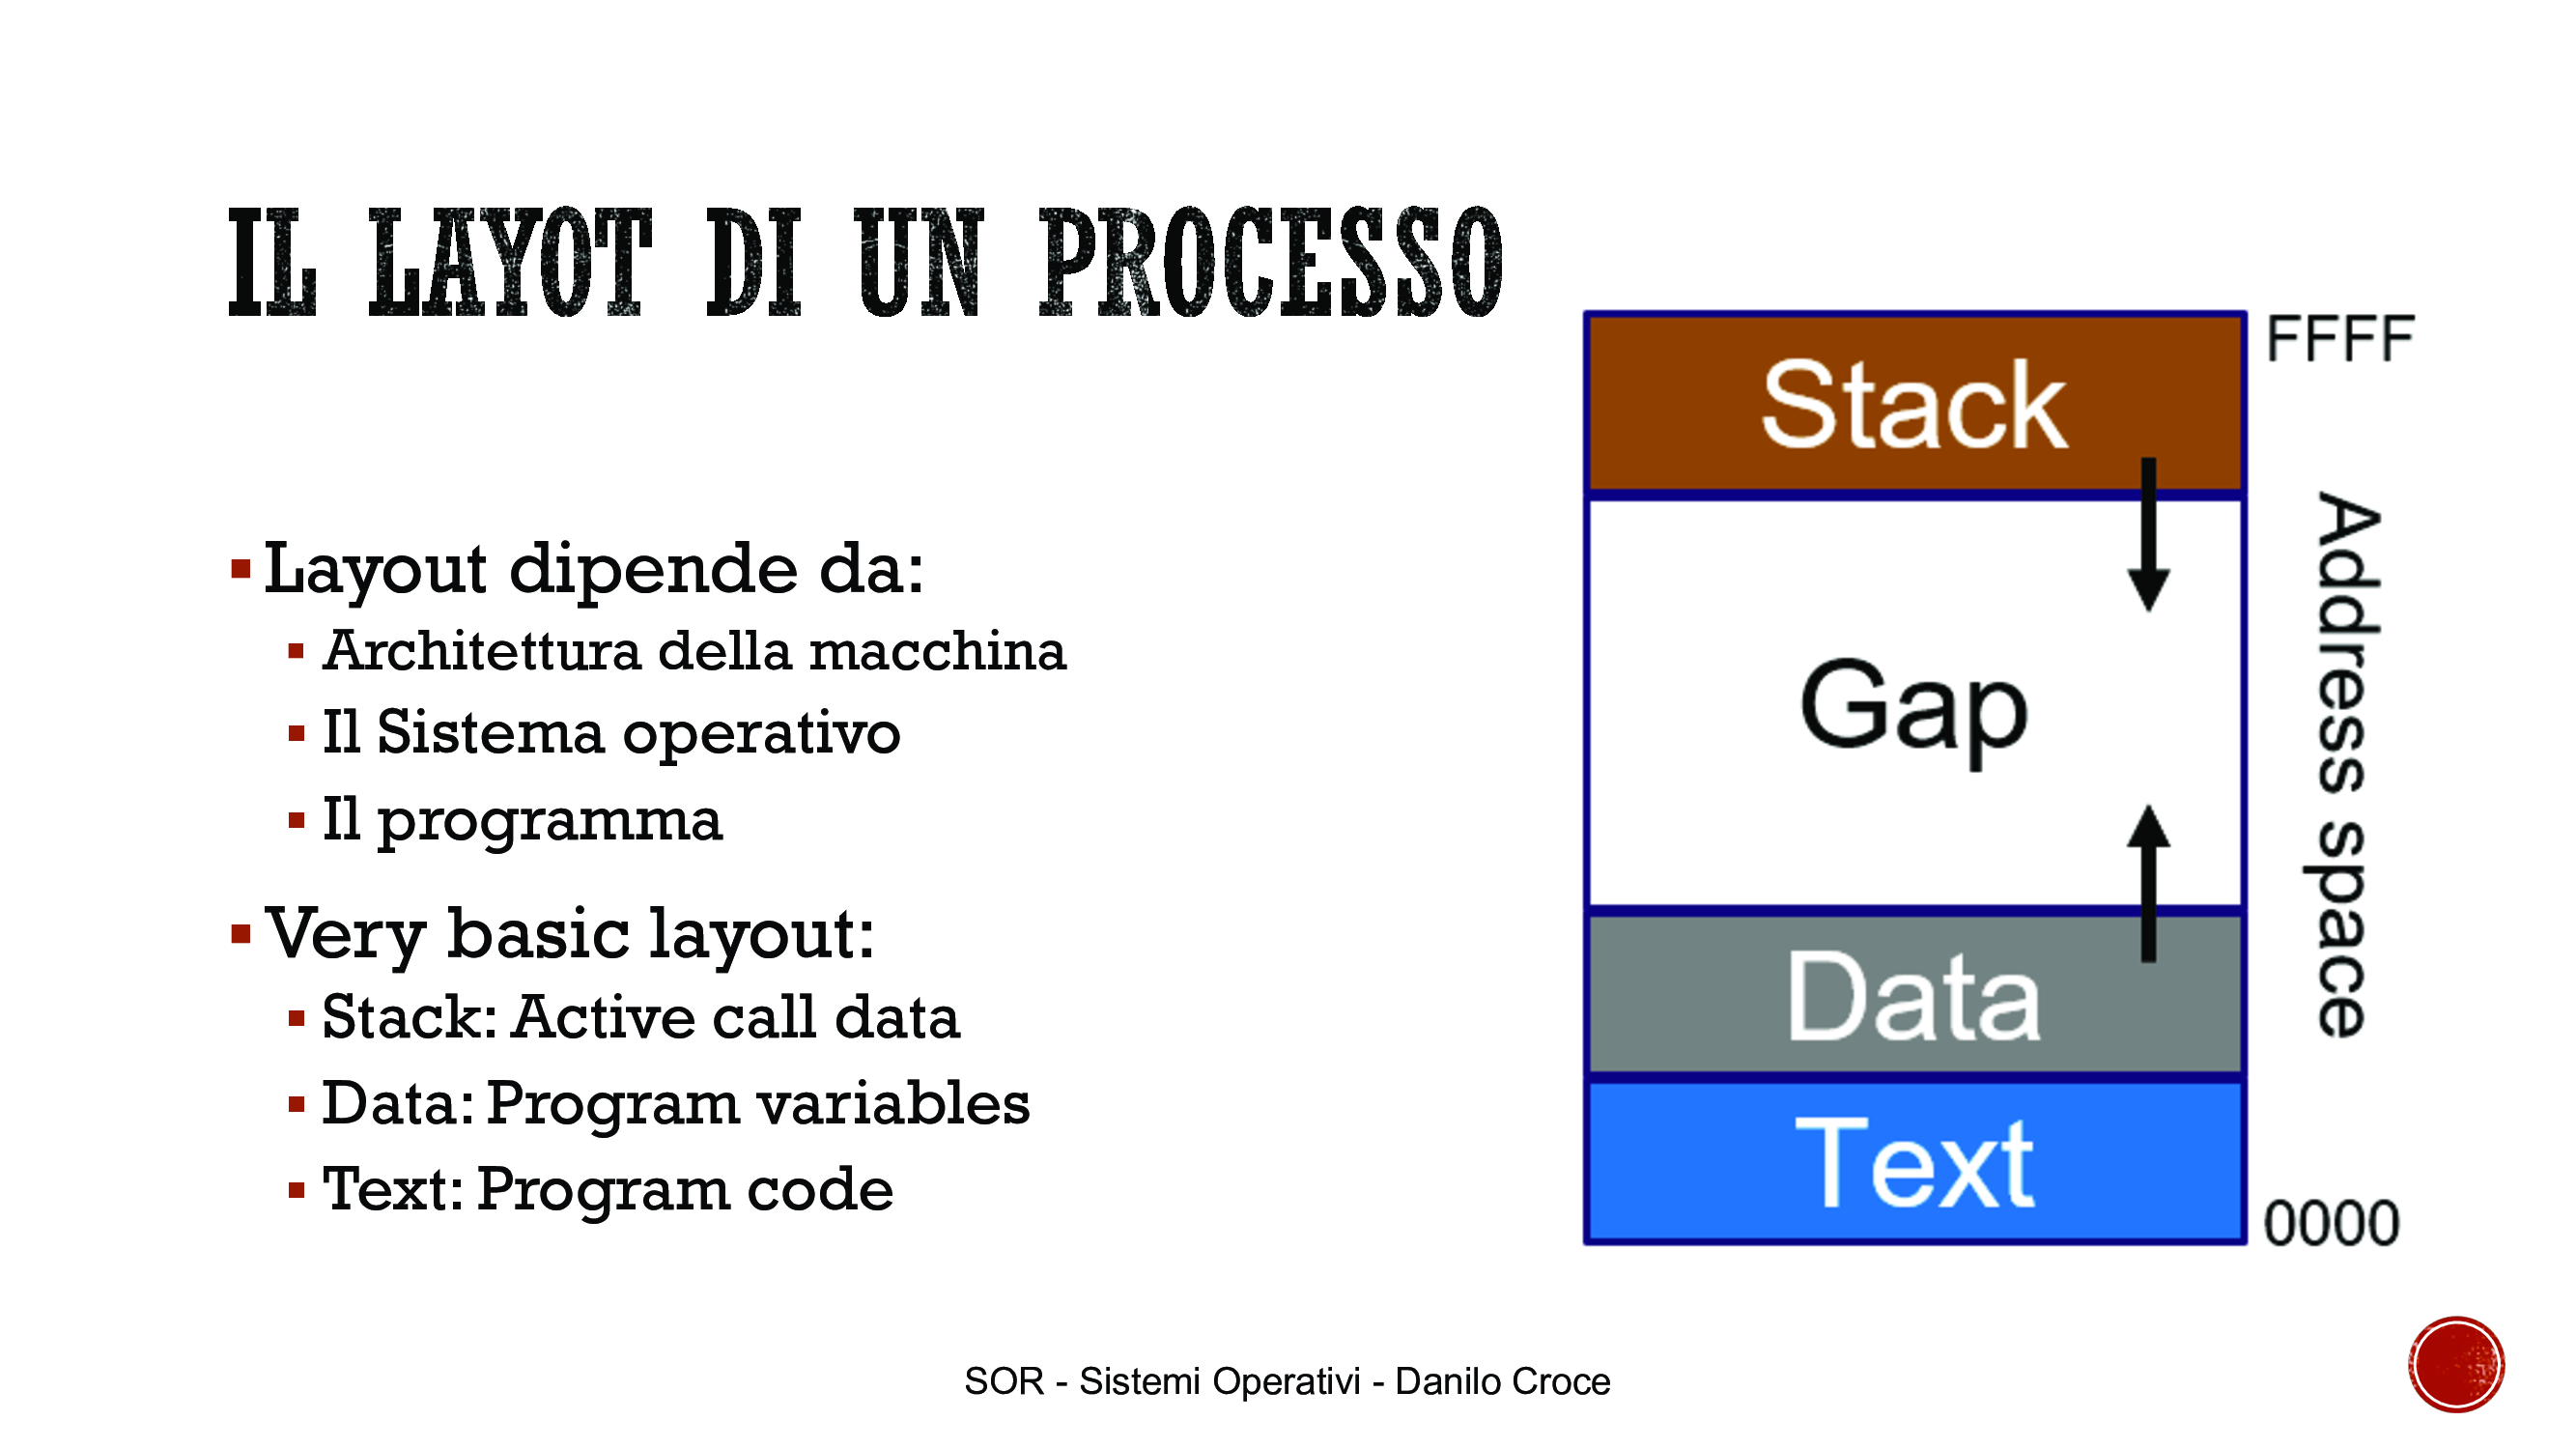 IL LAYOT DI UN PROCESSO
Layout dipende da:
Architettura della macchina
Il Sistema operativo
Il programma
Very basic layout:
Stack: Active call data
Data: Program variables
Text: Program code
Stack
FFFF
Gap
Address space
Data
Text
0000
SOR - Sistemi Operativi - Danilo Croce